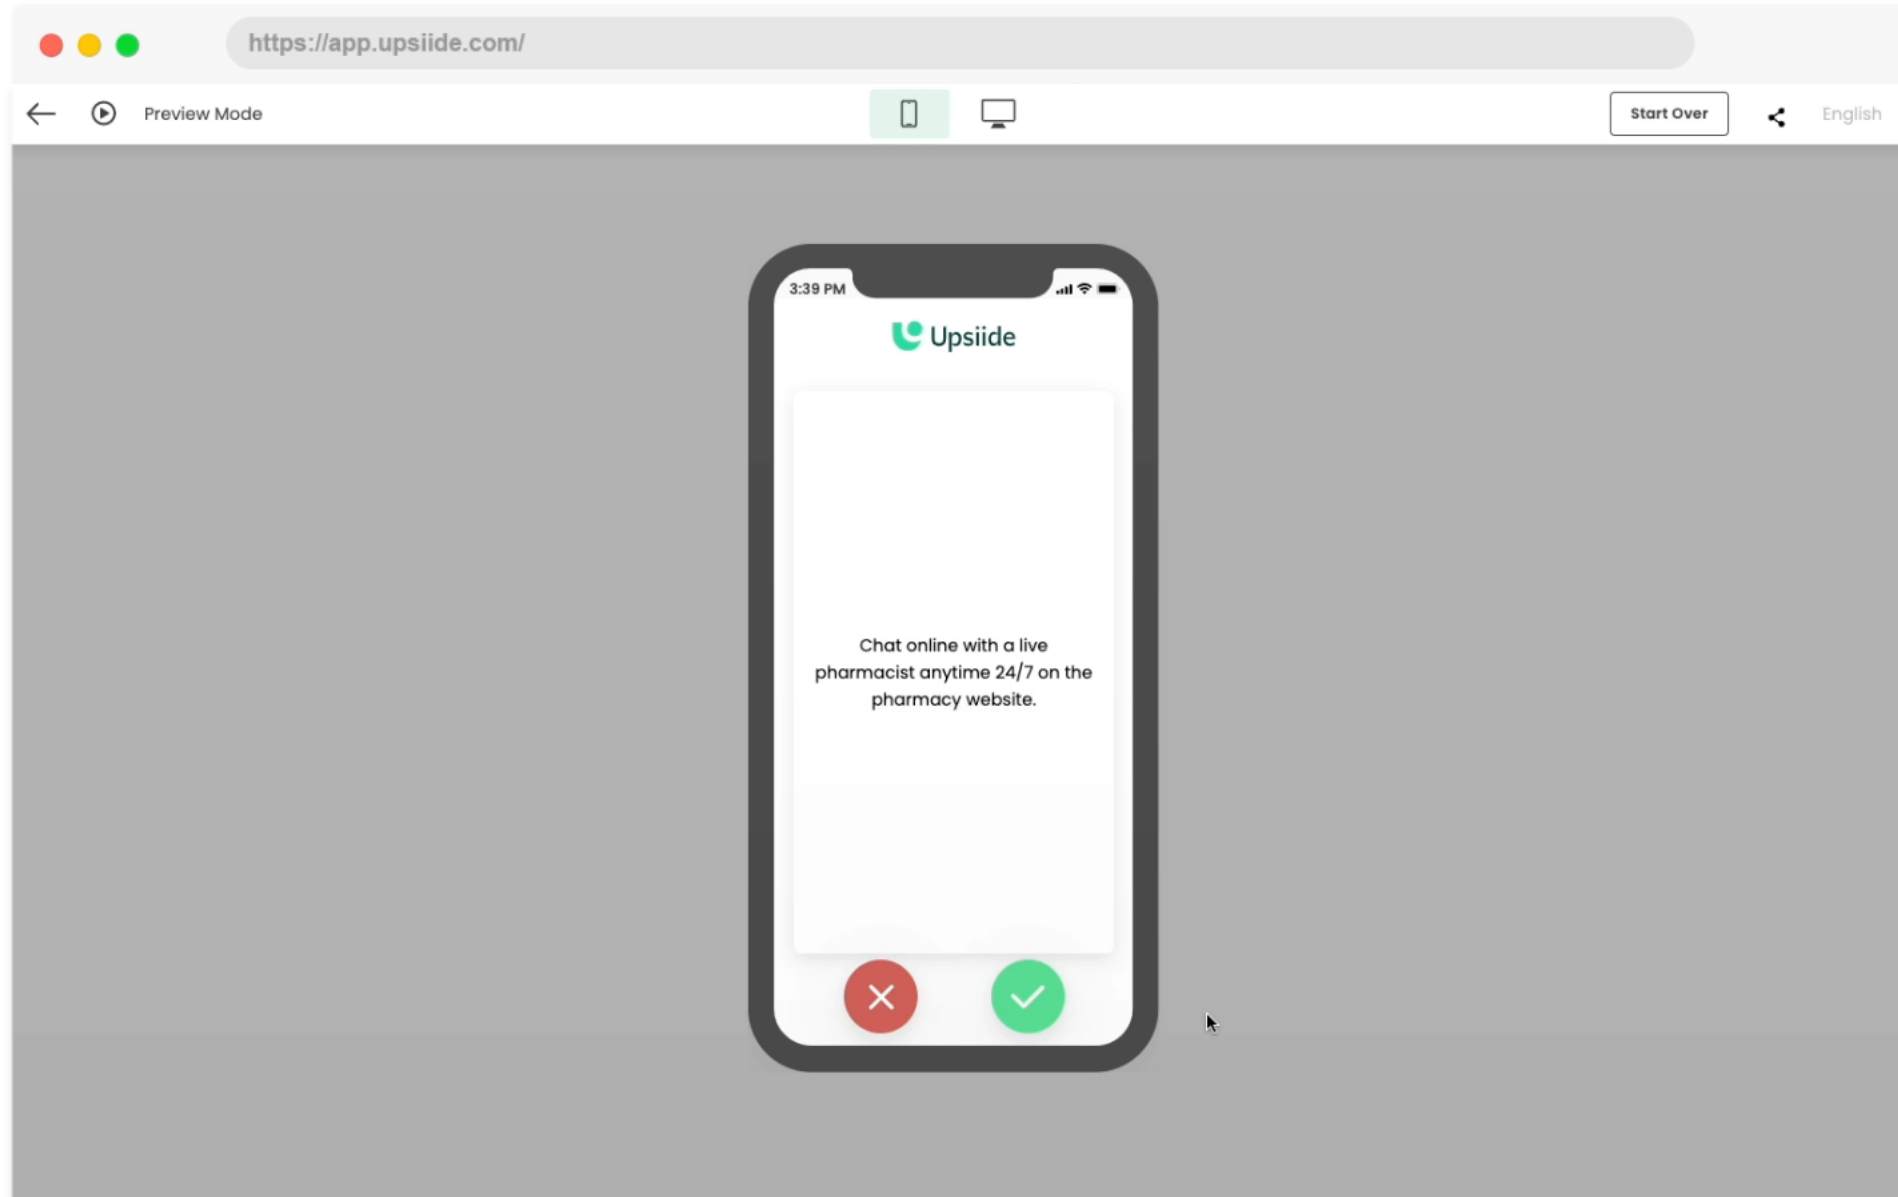 https://app.upsiide.com/
Preview Mode
Start Over
English
3:39 PM
Upsiide
Chat online with a live
pharmacist anytime 24/7 on the
pharmacy website.